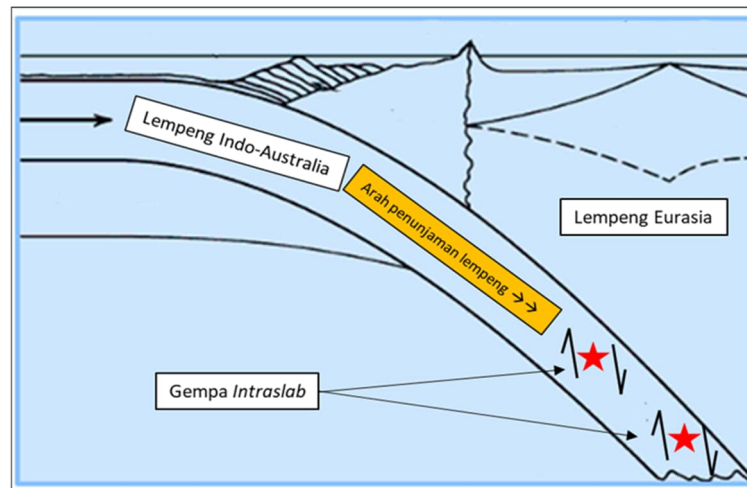 Lempeng Indo-Australia
Arah penunjaman lempeng →→
Lempeng Eurasia
Gempa Intraslab